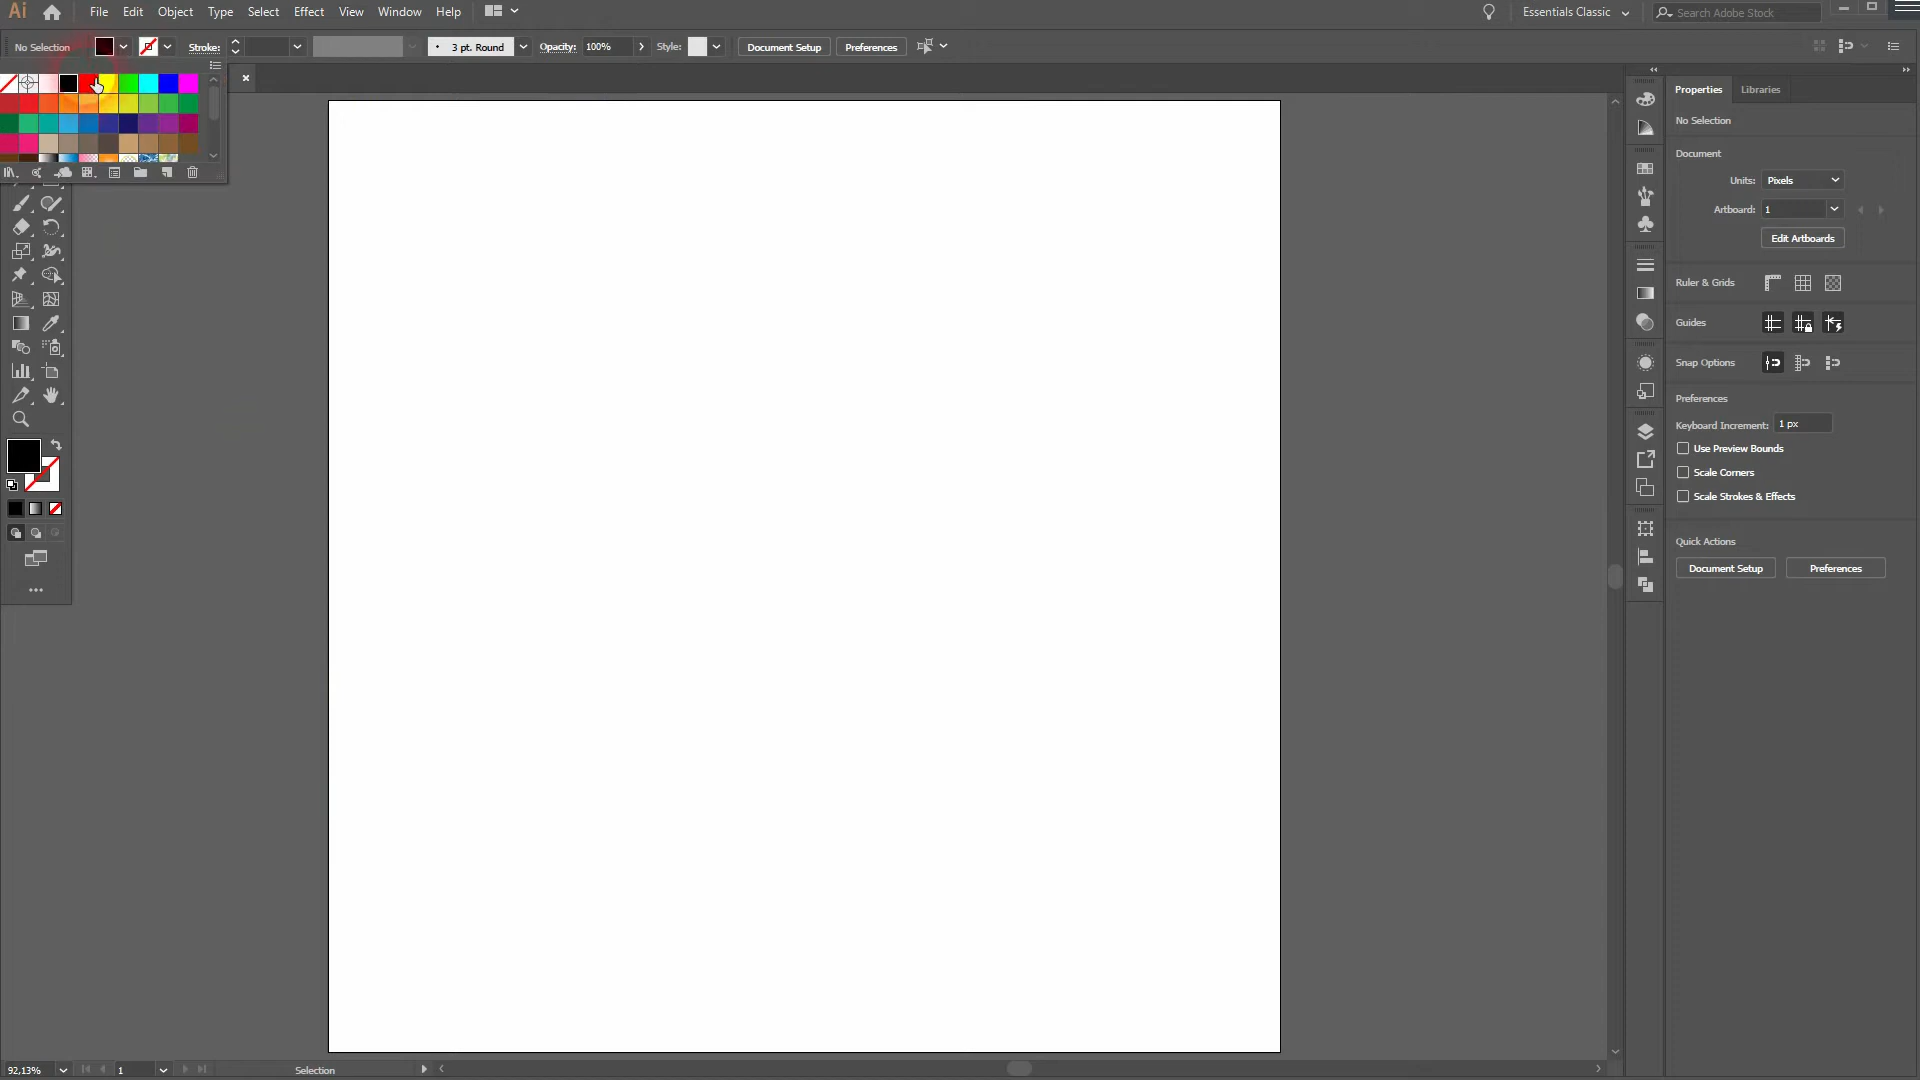 Ai File Edit Object Type Select Effect View Window Help Essentials Classic Search Adobe Stock
No Selection Stroke: 3 pt. Round Opacity: 100% Style: Document Setup Preferences
Properties Libraries
No Selection
Document
Units: Pixels
Artboard: 1
Edit Artboards
Ruler & Grids
Guides
Snap Options
Preferences
Keyboard Increment: 1 px
Use Preview Bounds
Scale Corners
Scale Strokes & Effects
Quick Actions
Document Setup Preferences
92,13% 1 Selection